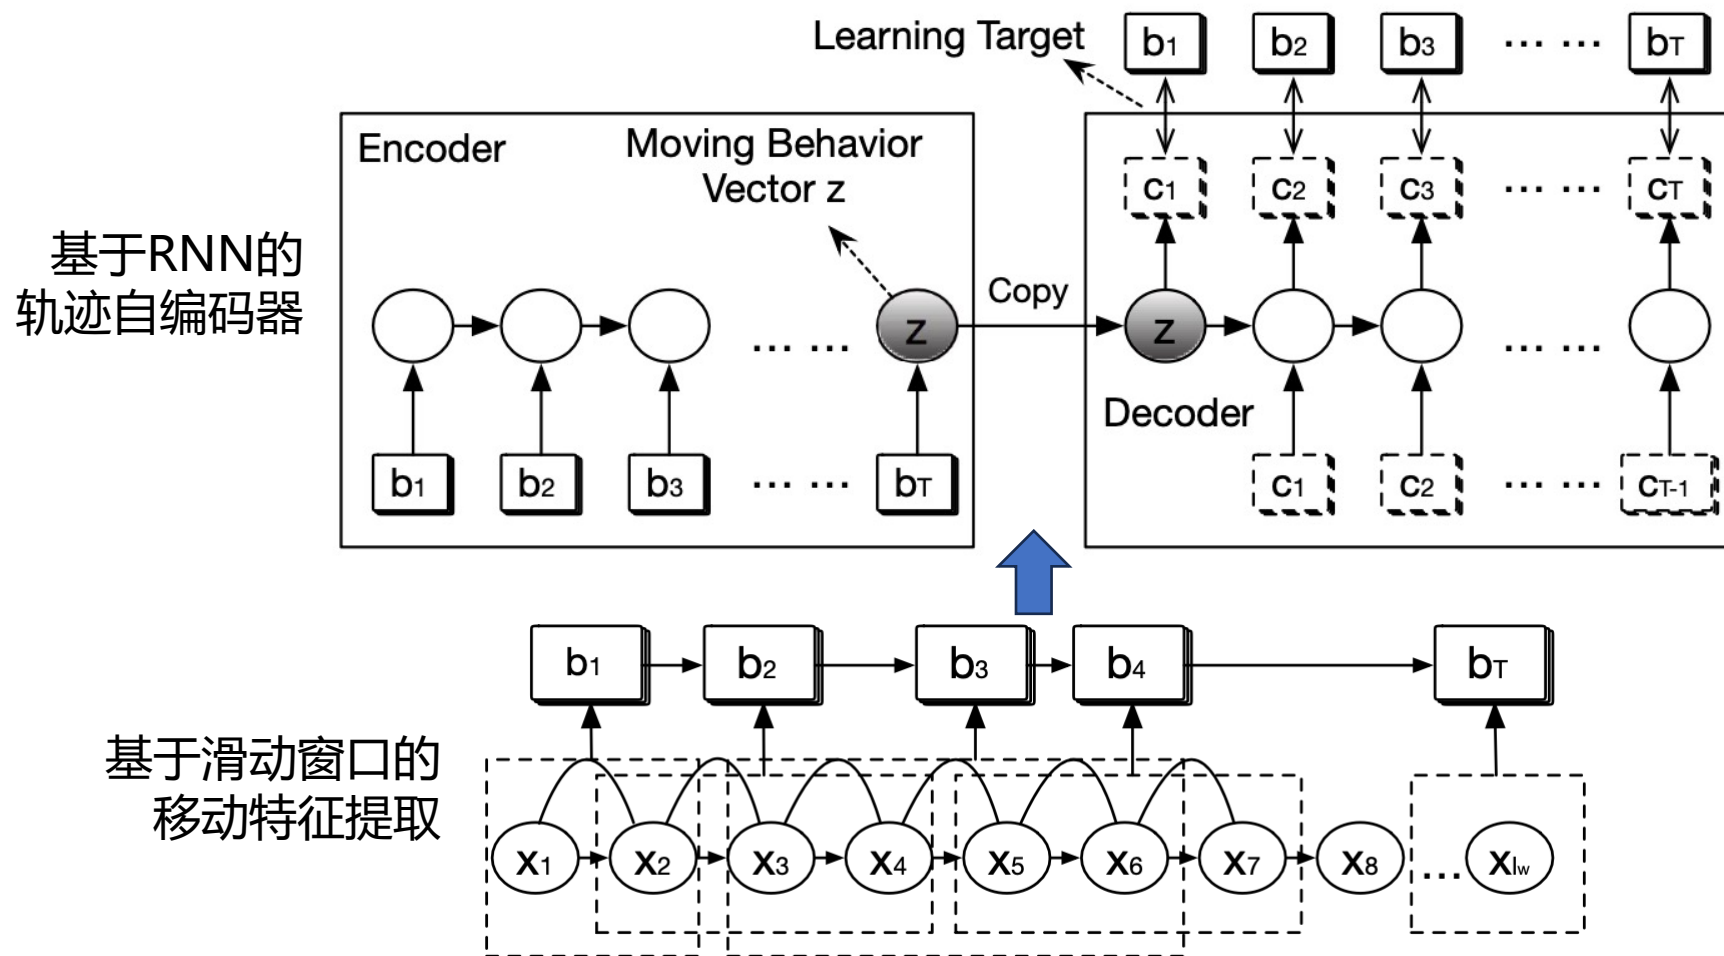 Learning Target
b1 b2 b3 ... ... bT
Encoder
Moving Behavior
Vector z
c1 c2 c3 ... ... cT
基于RNN的
轨迹自编码器
... ... z
Copy
z ... ...
Decoder
b1 b2 b3 ... ... bT
c1 c2 ... ... cT-1
b1 b2 b3 b4 bT
基于滑动窗口的
移动特征提取
x1 x2 x3 x4 x5 x6 x7 x8 ... xlw